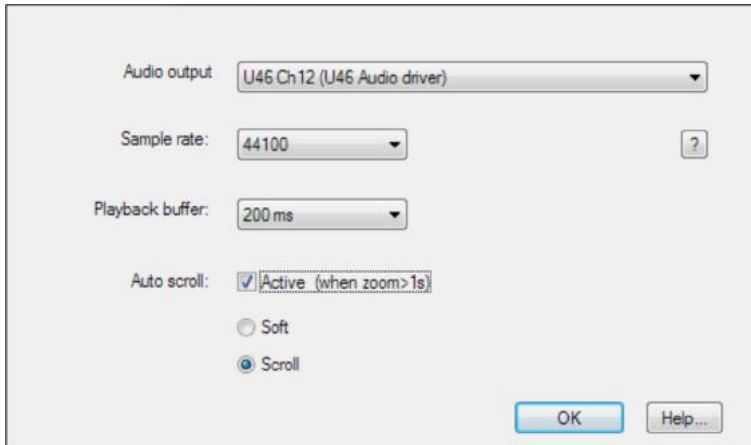 Audio output
U46 Ch12 (U46 Audio driver)
Sample rate:
44100
?
Playback buffer:
200 ms
Auto scroll:
Active (when zoom>1s)
Soft
Scroll
OK
Help...